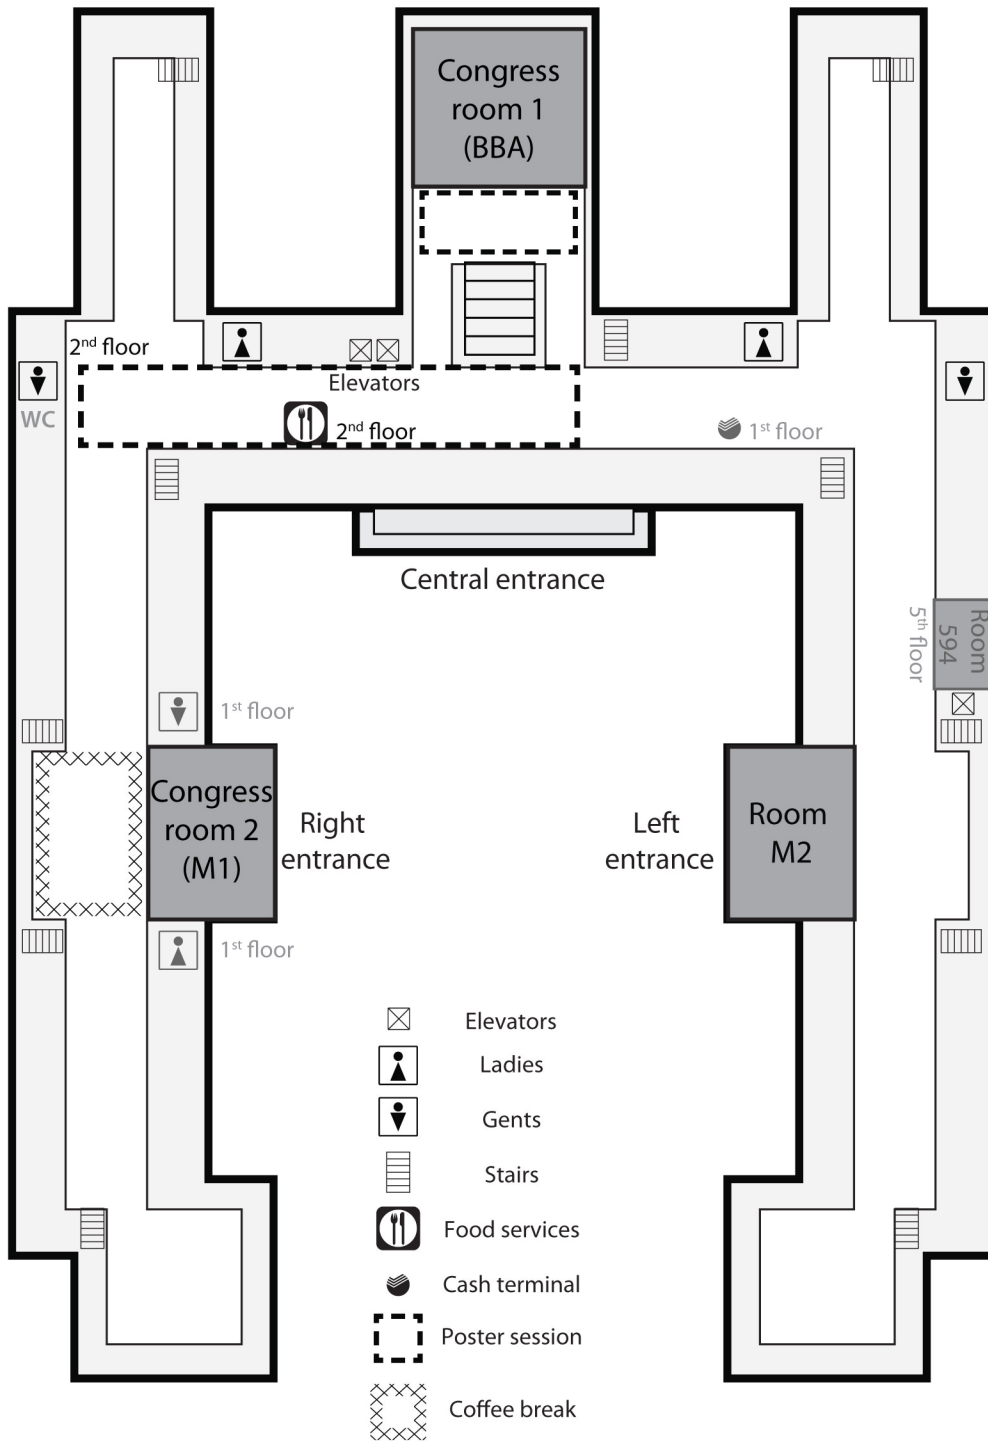 Congress
room 1
(BBA)
2nd floor
Elevators
WC
2nd floor
1st floor
Central entrance
Room
594
5th floor
1st floor
Congress
room 2
(M1)
Right
entrance
Left
entrance
Room
M2
1st floor
Elevators
Ladies
Gents
Stairs
Food services
Cash terminal
Poster session
Coffee break